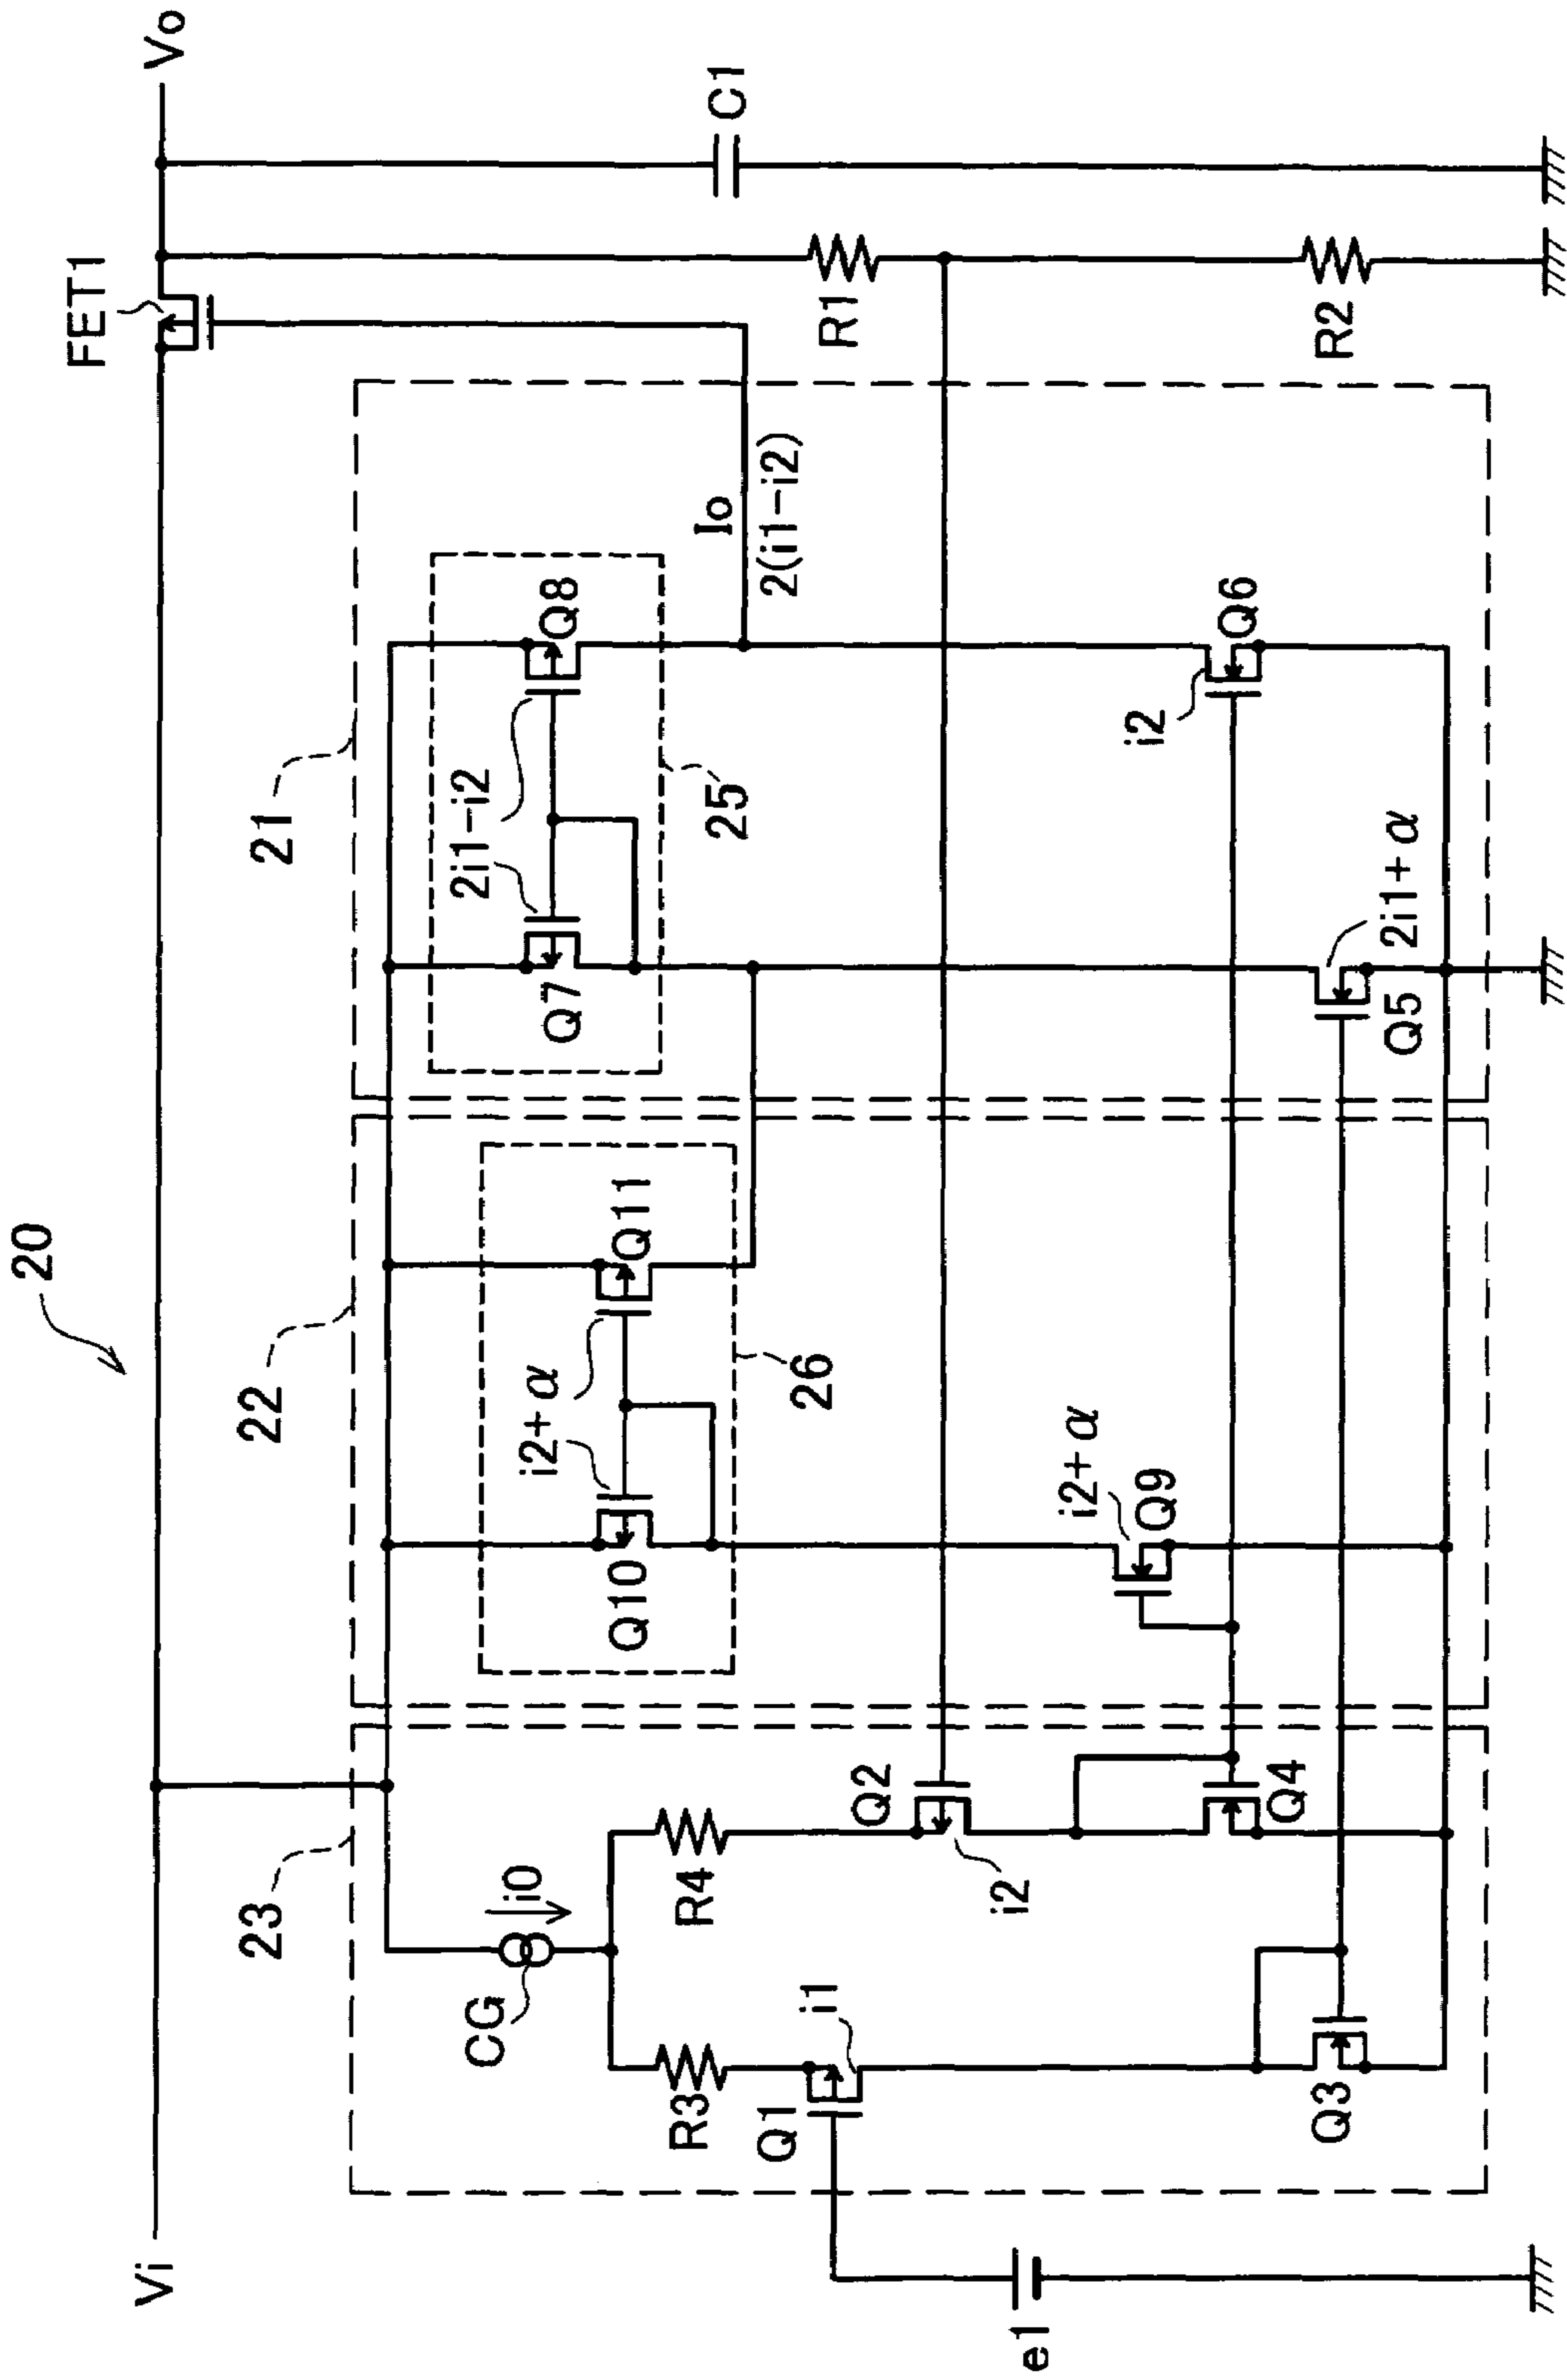 20
Vi
Vo
FET1
23
22
21
CG
i0
R3
R4
Q1
i1
Q2
i2
Q3
Q4
e1
Q10
Q11
i2+α
26
i2+α
Q9
Q7
Q8
2i1-i2
25
Io
2(i1-i2)
i2
Q6
2i1+α
Q5
R1
R2
C1